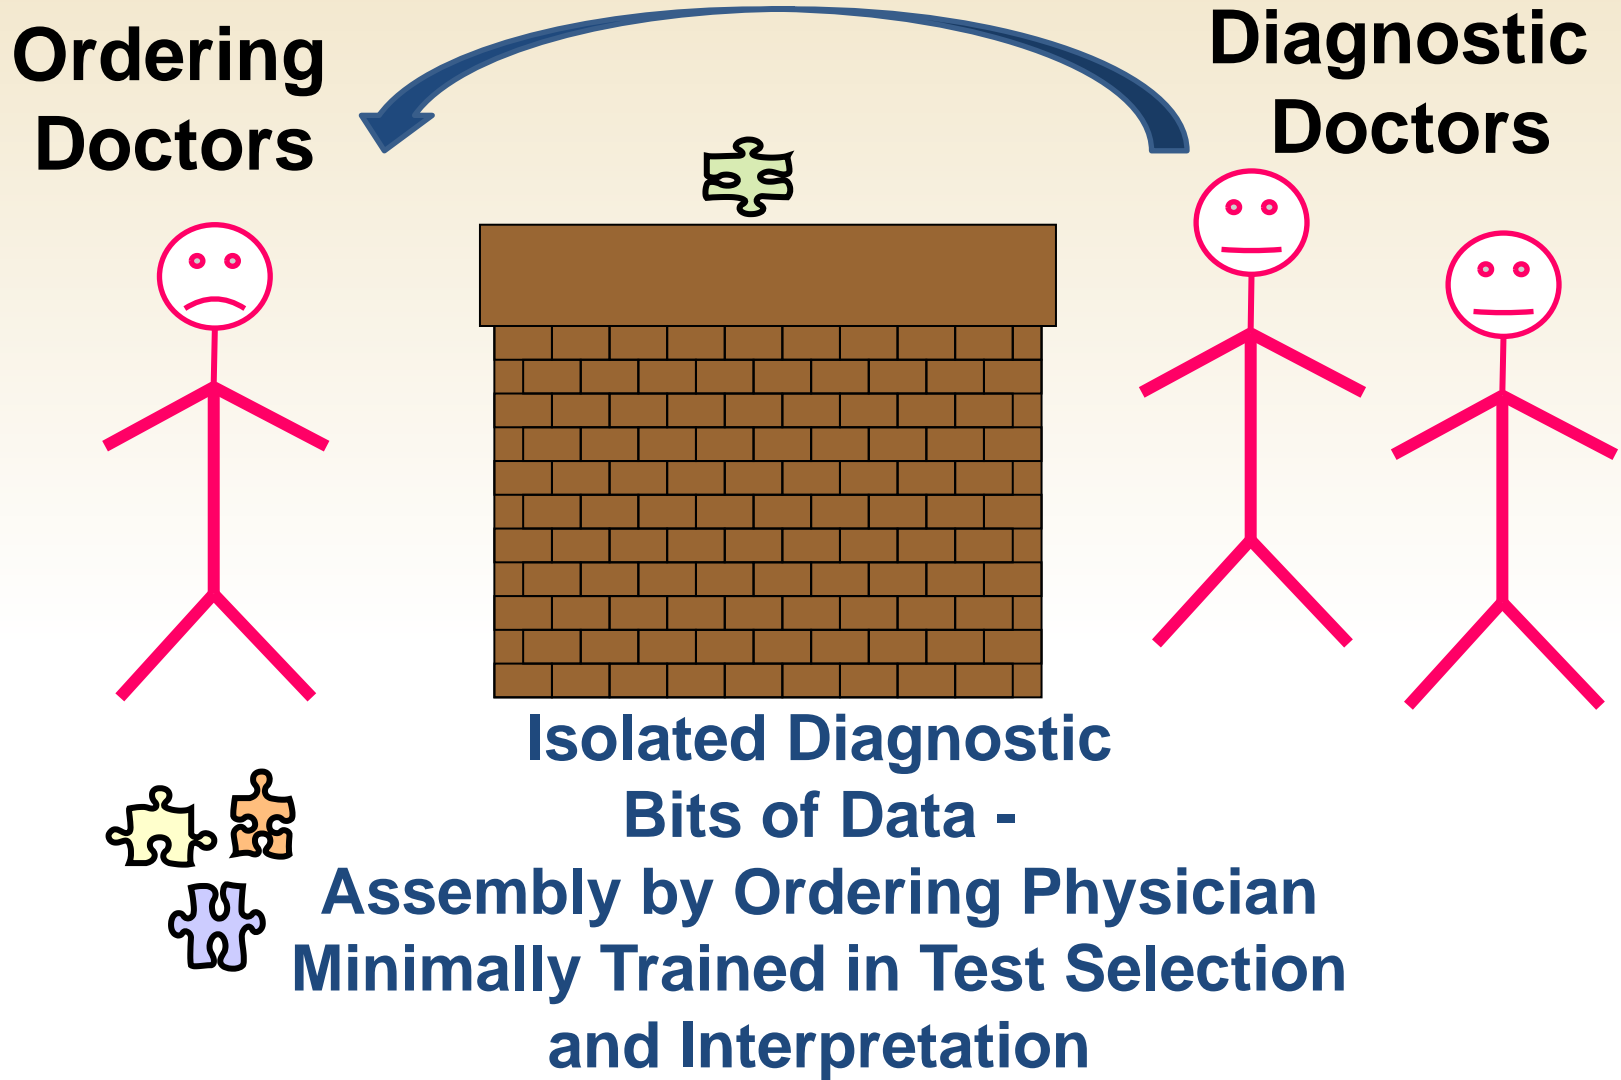 Ordering
Doctors
Diagnostic
Doctors
Isolated Diagnostic
Bits of Data -
Assembly by Ordering Physician
Minimally Trained in Test Selection
and Interpretation